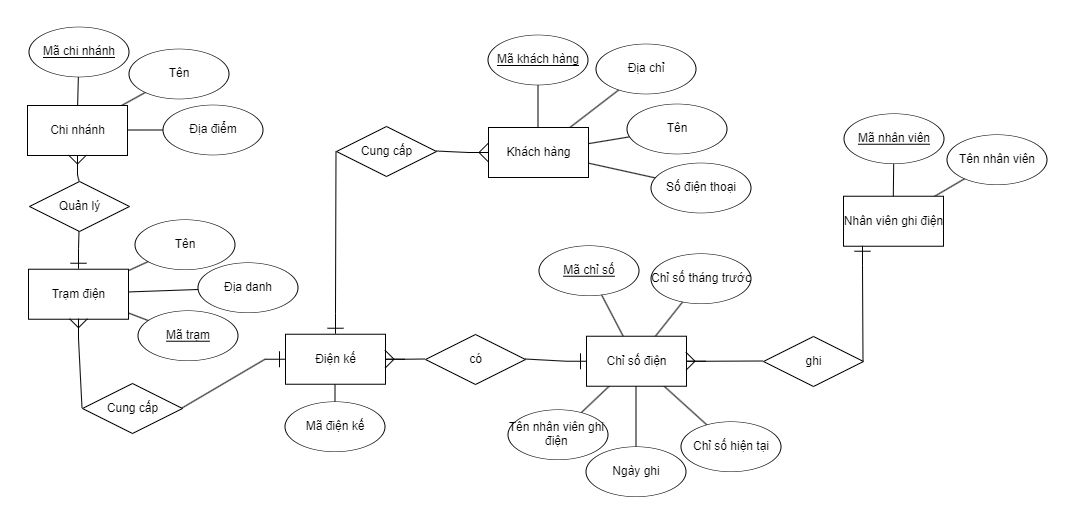 Mã chi nhánh
Tên
Địa điểm
Chi nhánh
Quản lý
Tên
Địa danh
Mã trạm
Trạm điện
Cung cấp
Mã khách hàng
Địa chỉ
Tên
Số điện thoại
Khách hàng
Cung cấp
Điện kế
Mã điện kế
có
Mã chỉ số
Chỉ số tháng trước
Chỉ số điện
Tên nhân viên ghi
điện
Ngày ghi
Chỉ số hiện tại
ghi
Mã nhân viên
Tên nhân viên
Nhân viên ghi điện